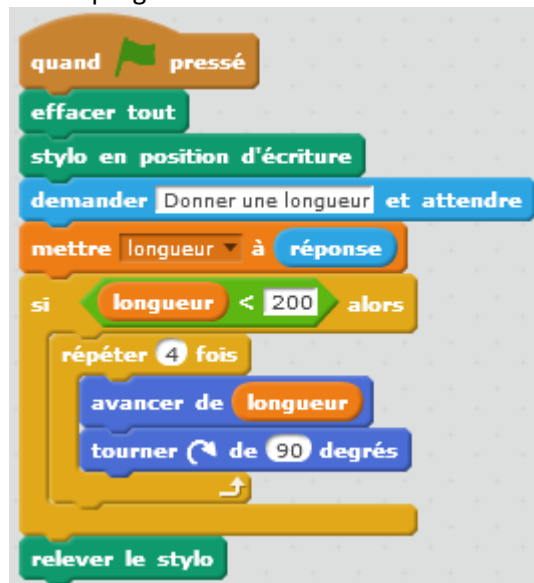 quand pressé
effacer tout
stylo en position d'écriture
demander Donner une longueur et attendre
mettre longueur à réponse
si longueur < 200 alors
répéter 4 fois
avancer de longueur
tourner de 90 degrés
relever le stylo